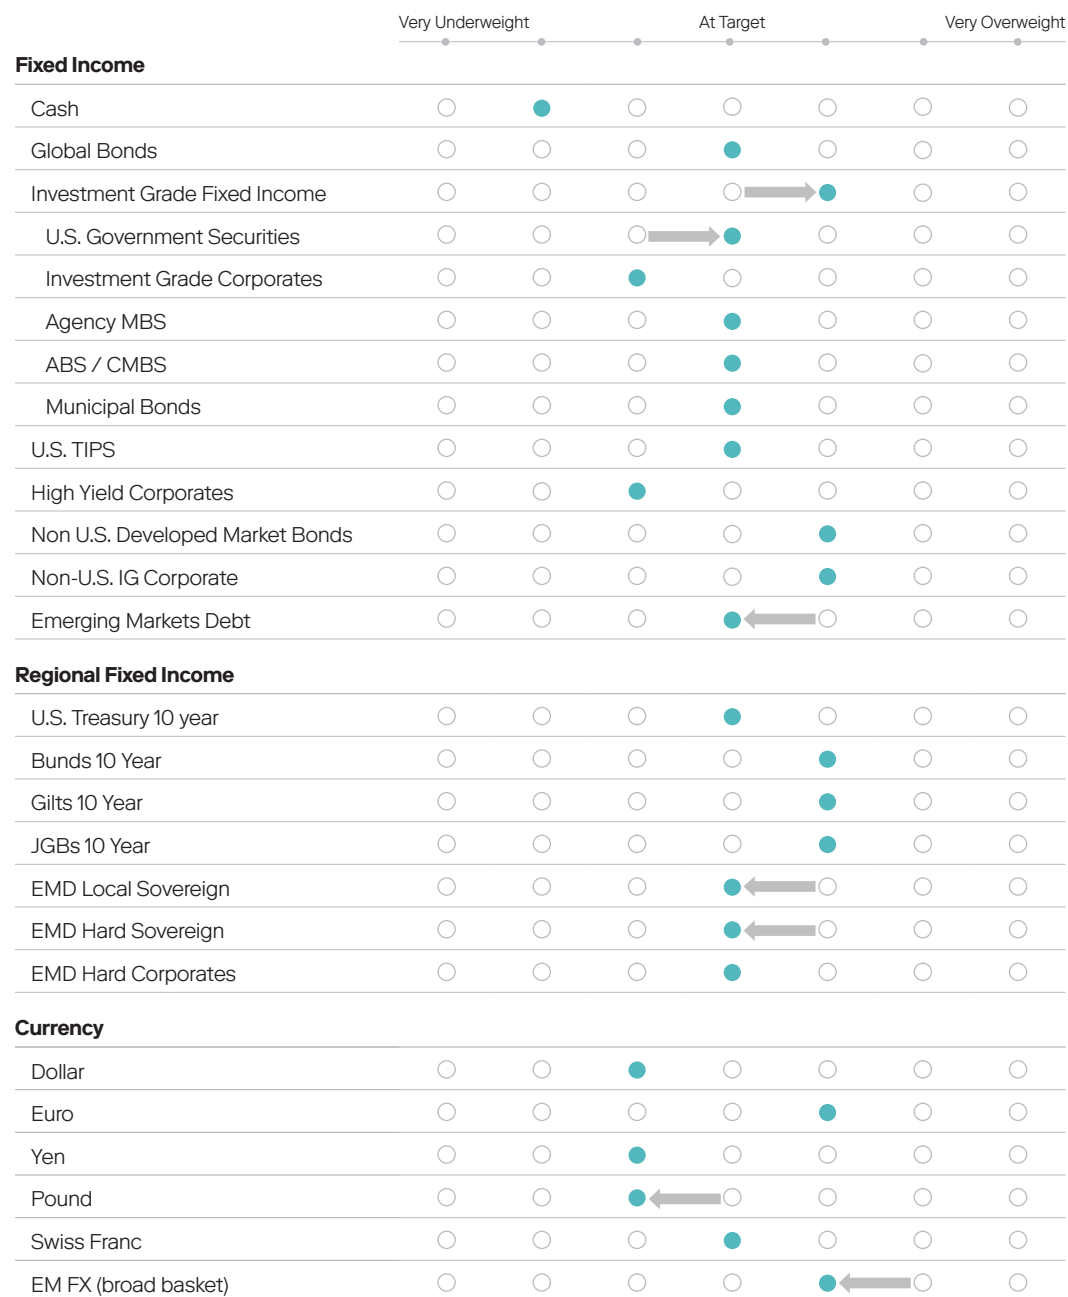 Very Underweight At Target Very Overweight
Fixed Income
Cash
Global Bonds
Investment Grade Fixed Income
U.S. Government Securities
Investment Grade Corporates
Agency MBS
ABS / CMBS
Municipal Bonds
U.S. TIPS
High Yield Corporates
Non U.S. Developed Market Bonds
Non-U.S. IG Corporate
Emerging Markets Debt
Regional Fixed Income
U.S. Treasury 10 year
Bunds 10 Year
Gilts 10 Year
JGBs 10 Year
EMD Local Sovereign
EMD Hard Sovereign
EMD Hard Corporates
Currency
Dollar
Euro
Yen
Pound
Swiss Franc
EM FX (broad basket)